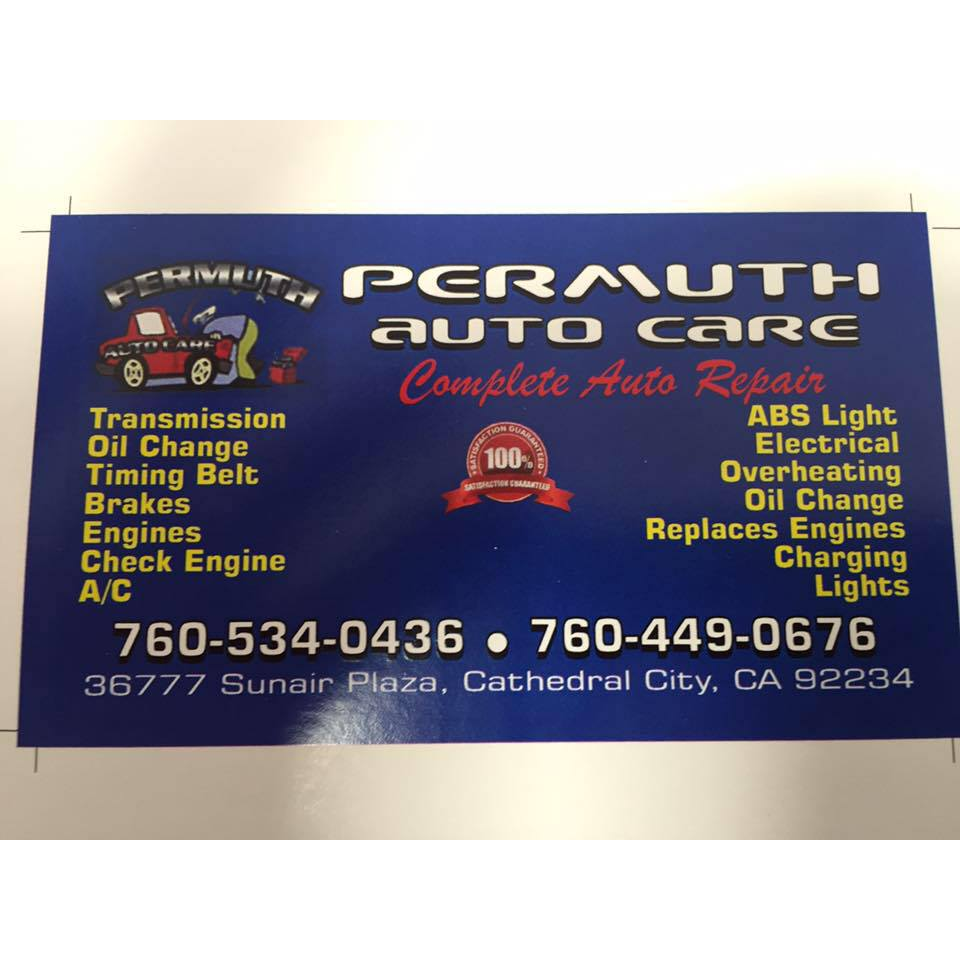 PERMUTH
AUTO CARE
PERMUTH
AUTO CARE
Complete Auto Repair
Transmission
Oil Change
Timing Belt
Brakes
Engines
Check Engine
A/C
SATISFACTION GUARANTEED
100%
SATISFACTION GUARANTEED
ABS Light
Electrical
Overheating
Oil Change
Replaces Engines
Charging
Lights
760-534-0436 • 760-449-0676
36777 Sunair Plaza, Cathedral City, CA 92234